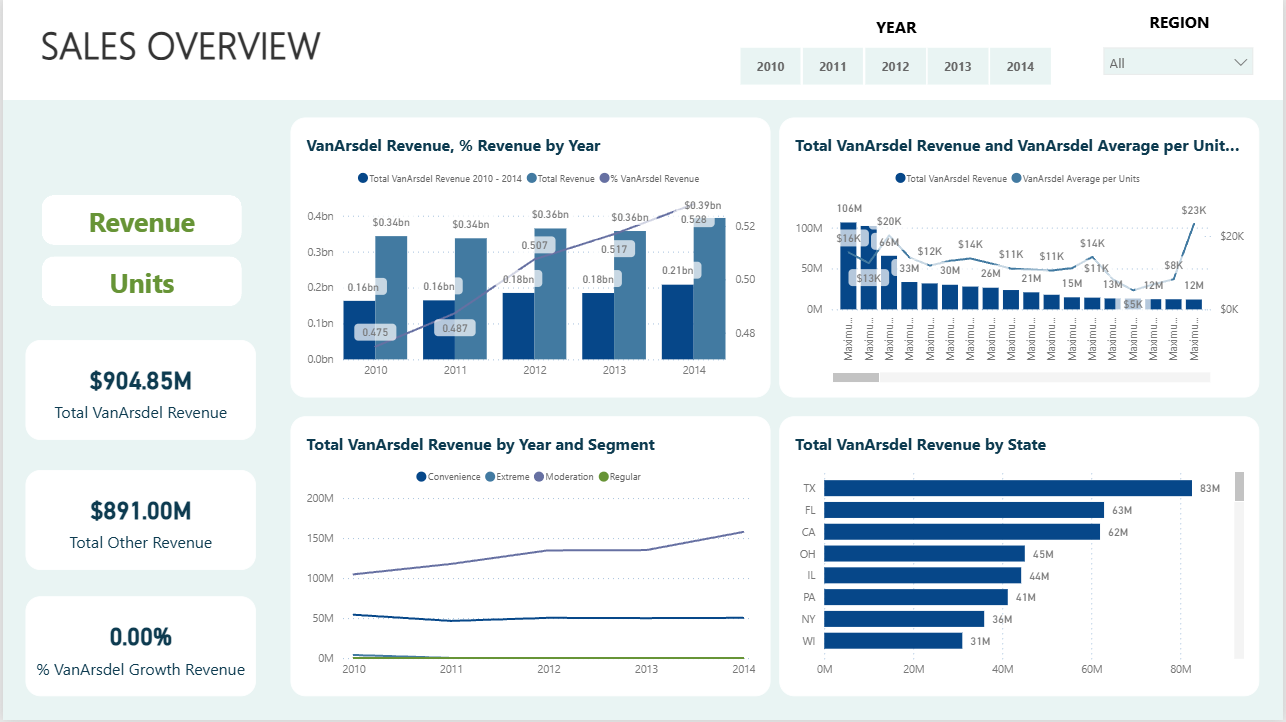 SALES OVERVIEW
YEAR
2010 2011 2012 2013 2014
REGION
All
Revenue
Units
$904.85M
Total VanArsdel Revenue
$891.00M
Total Other Revenue
0.00%
% VanArsdel Growth Revenue
VanArsdel Revenue, % Revenue by Year
Total VanArsdel Revenue 2010 - 2014 Total Revenue % VanArsdel Revenue
0.4bn
0.3bn
0.2bn
0.1bn
0.0bn
$0.34bn $0.34bn $0.36bn $0.36bn $0.39bn
0.16bn 0.16bn 0.18bn 0.18bn 0.21bn
0.475 0.487 0.507 0.517 0.528
0.52
0.50
0.48
2010 2011 2012 2013 2014
Total VanArsdel Revenue and VanArsdel Average per Unit...
Total VanArsdel Revenue VanArsdel Average per Units
100M
50M
0M
106M 66M 33M 30M 26M 21M 15M 13M 12M 12M
$16K $13K $20K $12K $14K $11K $11K $14K $11K $5K $8K $23K
$20K
$0K
Maximu... Maximu... Maximu... Maximu... Maximu... Maximu... Maximu... Maximu... Maximu... Maximu... Maximu... Maximu... Maximu... Maximu... Maximu... Maximu... Maximu... Maximu...
Total VanArsdel Revenue by Year and Segment
Convenience Extreme Moderation Regular
200M
150M
100M
50M
0M
2010 2011 2012 2013 2014
Total VanArsdel Revenue by State
TX 83M
FL 63M
CA 62M
OH 45M
IL 44M
PA 41M
NY 36M
WI 31M
0M 20M 40M 60M 80M